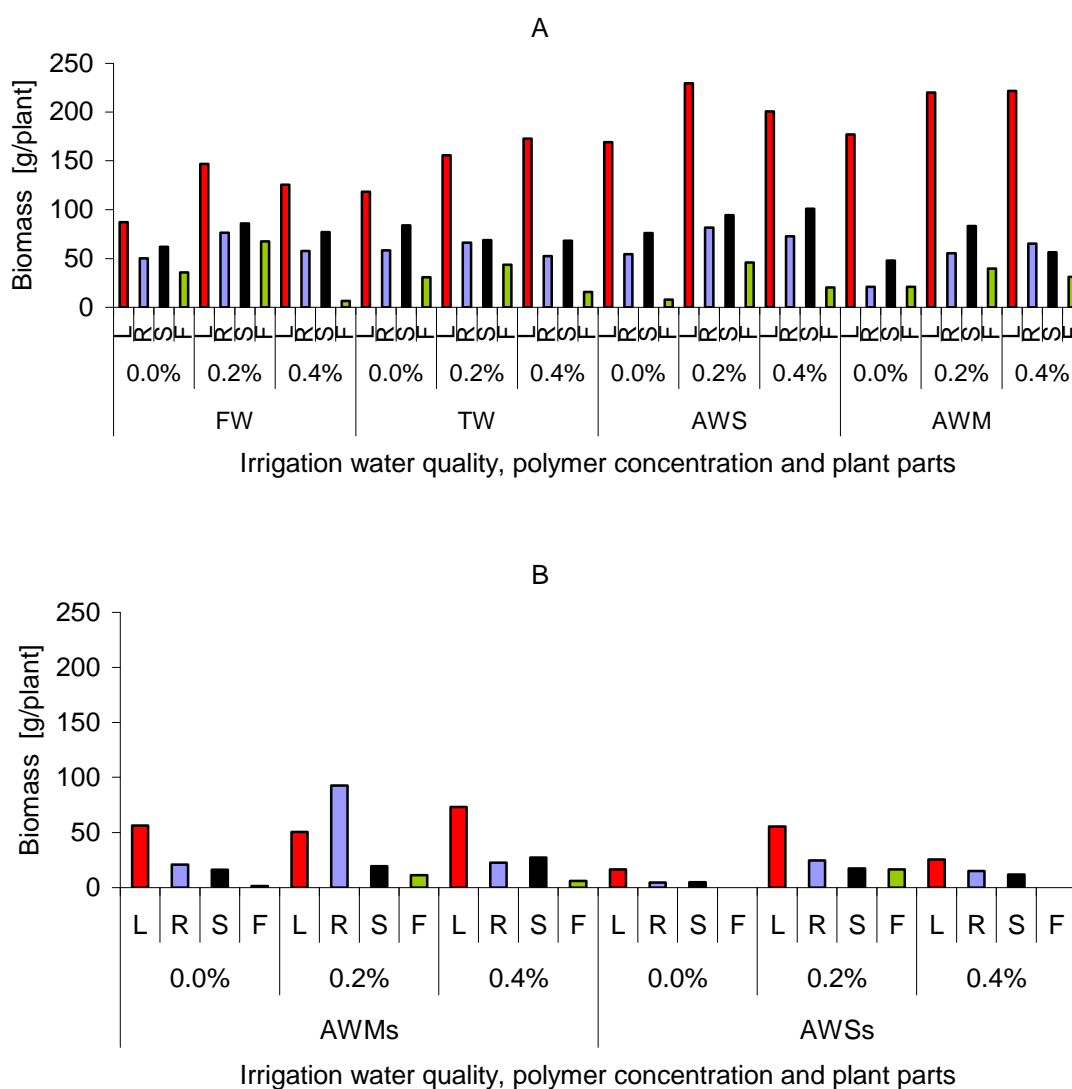 A
250
200
150
100
50
0
Biomass [g/plant]
L R S F L R S F L R S F L R S F L R S F L R S F L R S F L R S F L R S F L R S F L R S F L R S F
0.0% 0.2% 0.4% 0.0% 0.2% 0.4% 0.0% 0.2% 0.4% 0.0% 0.2% 0.4%
FW TW AWS AWM
Irrigation water quality, polymer concentration and plant parts
B
250
200
150
100
50
0
Biomass [g/plant]
L R S F L R S F L R S F L R S F L R S F L R S F
0.0% 0.2% 0.4% 0.0% 0.2% 0.4%
AWMs AWSs
Irrigation water quality, polymer concentration and plant parts